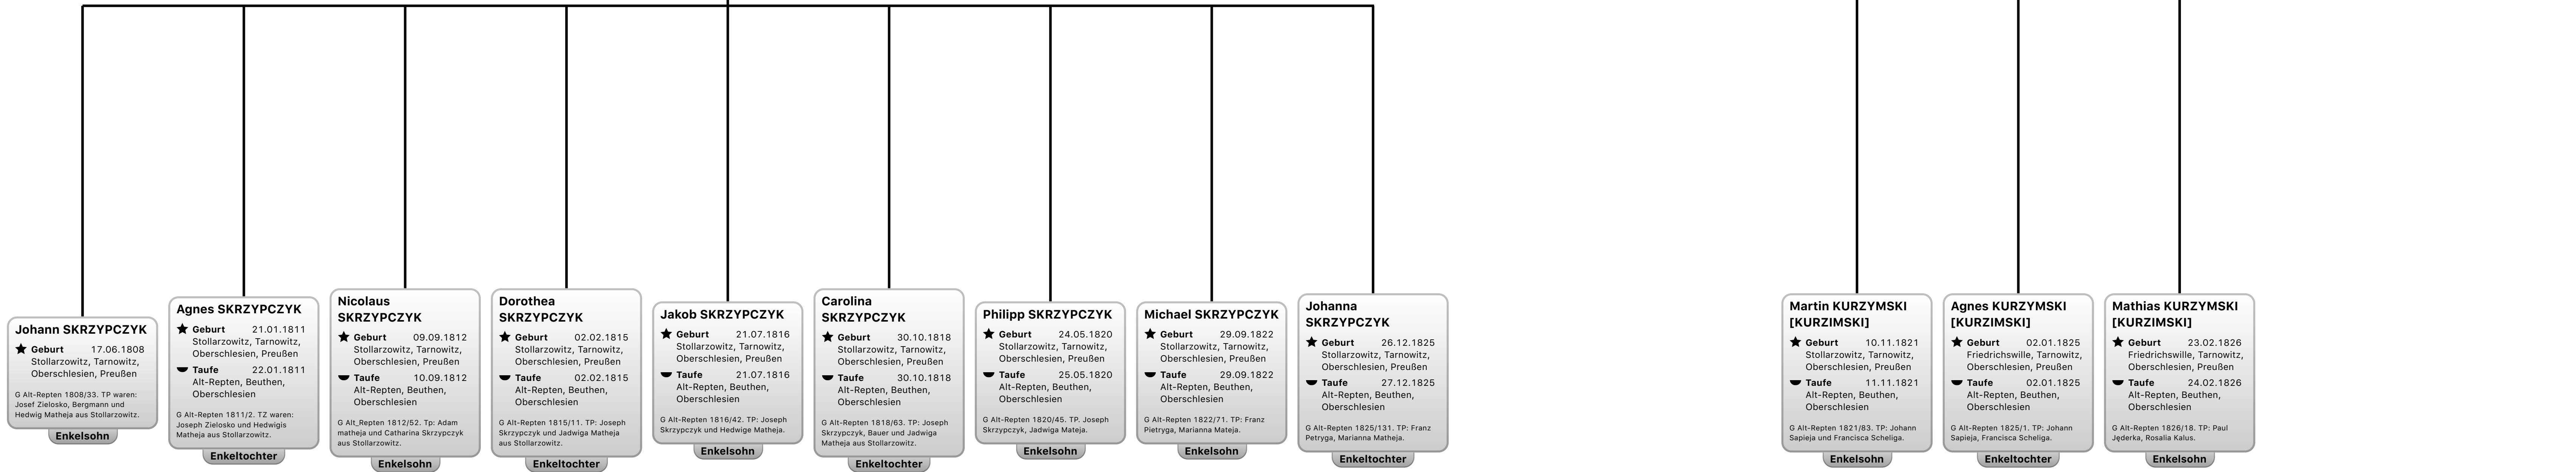 Johann SKRZYPCZYK
Geburt 17.06.1808
Stollarzowitz, Tarnowitz,
Oberschlesien, Preußen
G Alt-Repten 1808/33. TP waren:
Josef Zielosko, Bergmann und
Hedwig Matheja aus Stollarzowitz.
Enkelsohn
Agnes SKRZYPCZYK
Geburt 21.01.1811
Stollarzowitz, Tarnowitz,
Oberschlesien, Preußen
Taufe 22.01.1811
Alt-Repten, Beuthen,
Oberschlesien
G Alt-Repten 1811/2. TZ waren:
Joseph Zielosko und Hedwigis
Matheja aus Stollarzowitz.
Enkeltochter
Nicolaus
SKRZYPCZYK
Geburt 09.09.1812
Stollarzowitz, Tarnowitz,
Oberschlesien, Preußen
Taufe 10.09.1812
Alt-Repten, Beuthen,
Oberschlesien
G Alt_Repten 1812/52. Tp: Adam
matheja und Catharina Skrzypczyk
aus Stollarzowitz.
Enkelsohn
Dorothea
SKRZYPCZYK
Geburt 02.02.1815
Stollarzowitz, Tarnowitz,
Oberschlesien, Preußen
Taufe 02.02.1815
Alt-Repten, Beuthen,
Oberschlesien
G Alt-Repten 1815/11. TP: Joseph
Skrzypczyk und Jadwiga Mateja
aus Stollarzowitz.
Enkeltochter
Jakob SKRZYPCZYK
Geburt 21.07.1816
Stollarzowitz, Tarnowitz,
Oberschlesien, Preußen
Taufe 21.07.1816
Alt-Repten, Beuthen,
Oberschlesien
G Alt-Repten 1816/42. TP: Joseph
Skrzypczyk und Hedwige Matheja.
Enkelsohn
Carolina
SKRZYPCZYK
Geburt 30.10.1818
Stollarzowitz, Tarnowitz,
Oberschlesien, Preußen
Taufe 30.10.1818
Alt-Repten, Beuthen,
Oberschlesien
G Alt-Repten 1818/63. TP: Joseph
Skrzypczyk, Bauer und Jadwiga
Matheja aus Stollarzowitz.
Enkeltochter
Philipp SKRZYPCZYK
Geburt 24.05.1820
Stollarzowitz, Tarnowitz,
Oberschlesien, Preußen
Taufe 25.05.1820
Alt-Repten, Beuthen,
Oberschlesien
G Alt-Repten 1820/45. TP. Joseph
Skrzypczyk, Jadwiga Mateja.
Enkelsohn
Michael SKRZYPCZYK
Geburt 29.09.1822
Stollarzowitz, Tarnowitz,
Oberschlesien, Preußen
Taufe 29.09.1822
Alt-Repten, Beuthen,
Oberschlesien
G Alt-Repten 1822/71. TP: Franz
Pietryga, Marianna Mateja.
Enkelsohn
Johanna
SKRZYPCZYK
Geburt 26.12.1825
Stollarzowitz, Tarnowitz,
Oberschlesien, Preußen
Taufe 27.12.1825
Alt-Repten, Beuthen,
Oberschlesien
G Alt-Repten 1825/131. TP: Franz
Petryga, Marianna Matheja.
Enkeltochter
Martin KURZYMSKI
[KURZIMSKI]
Geburt 10.11.1821
Stollarzowitz, Tarnowitz,
Oberschlesien, Preußen
Taufe 11.11.1821
Alt-Repten, Beuthen,
Oberschlesien
G Alt-Repten 1821/83. TP: Johann
Sapieja und Francisca Scheliga.
Enkelsohn
Agnes KURZYMSKI
[KURZIMSKI]
Geburt 02.01.1825
Friedrichswille, Tarnowitz,
Oberschlesien, Preußen
Taufe 02.01.1825
Alt-Repten, Beuthen,
Oberschlesien
G Alt-Repten 1825/1. TP: Johann
Sapieja, Francisca Scheliga.
Enkeltochter
Mathias KURZYMSKI
[KURZIMSKI]
Geburt 23.02.1826
Friedrichswille, Tarnowitz,
Oberschlesien, Preußen
Taufe 24.02.1826
Alt-Repten, Beuthen,
Oberschlesien
G Alt-Repten 1826/18. TP: Paul
Jęderka, Rosalia Kalus.
Enkelsohn